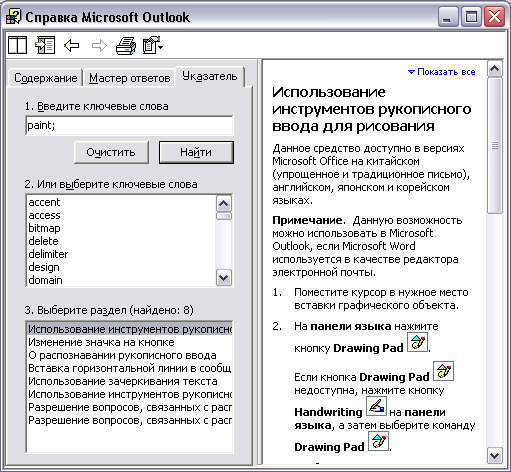 Справка Microsoft Outlook
Содержание
Мастер ответов
Указатель
1. Введите ключевые слова
paint;
Очистить
Найти
2. Или выберите ключевые слова
accent
access
bitmap
delete
delimiter
design
domain
3. Выберите раздел (найдено: 8)
Использование инструментов рукописно
Изменение значка на кнопке
О распознавании рукописного ввода
Вставка горизонтальной линии в сообщ
Использование зачеркивания текста
Использование инструментов рукописно
Разрешение вопросов, связанных с расп
Разрешение вопросов, связанных с расп
Показать все
Использование
инструментов рукописного
ввода для рисования
Данное средство доступно в версиях
Microsoft Office на китайском
(упрощенное и традиционное письмо),
английском, японском и корейском
языках.
Примечание. Данную возможность
можно использовать в Microsoft
Outlook, если Microsoft Word
используется в качестве редактора
электронной почты.
1. Поместите курсор в нужное место
вставки графического объекта.
2. На панели языка нажмите
кнопку Drawing Pad .
Если кнопка Drawing Pad
недоступна, нажмите кнопку
Handwriting на панели
языка, а затем выберите команду
Drawing Pad .